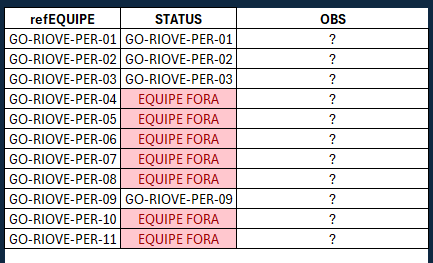 refEQUIPE STATUS OBS
GO-RIOVE-PER-01 GO-RIOVE-PER-01 ?
GO-RIOVE-PER-02 GO-RIOVE-PER-02 ?
GO-RIOVE-PER-03 GO-RIOVE-PER-03 ?
GO-RIOVE-PER-04 EQUIPE FORA ?
GO-RIOVE-PER-05 EQUIPE FORA ?
GO-RIOVE-PER-06 EQUIPE FORA ?
GO-RIOVE-PER-07 EQUIPE FORA ?
GO-RIOVE-PER-08 EQUIPE FORA ?
GO-RIOVE-PER-09 GO-RIOVE-PER-09 ?
GO-RIOVE-PER-10 EQUIPE FORA ?
GO-RIOVE-PER-11 EQUIPE FORA ?